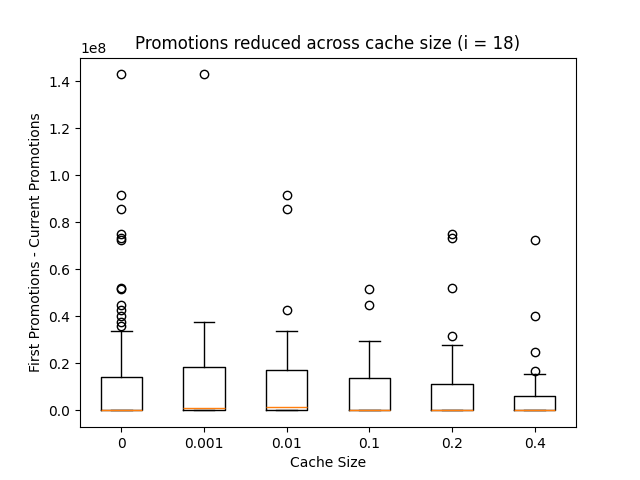 Promotions reduced across cache size (i = 18)
1e8
First Promotions - Current Promotions
1.4
1.2
1.0
0.8
0.6
0.4
0.2
0.0
0 0.001 0.01 0.1 0.2 0.4
Cache Size